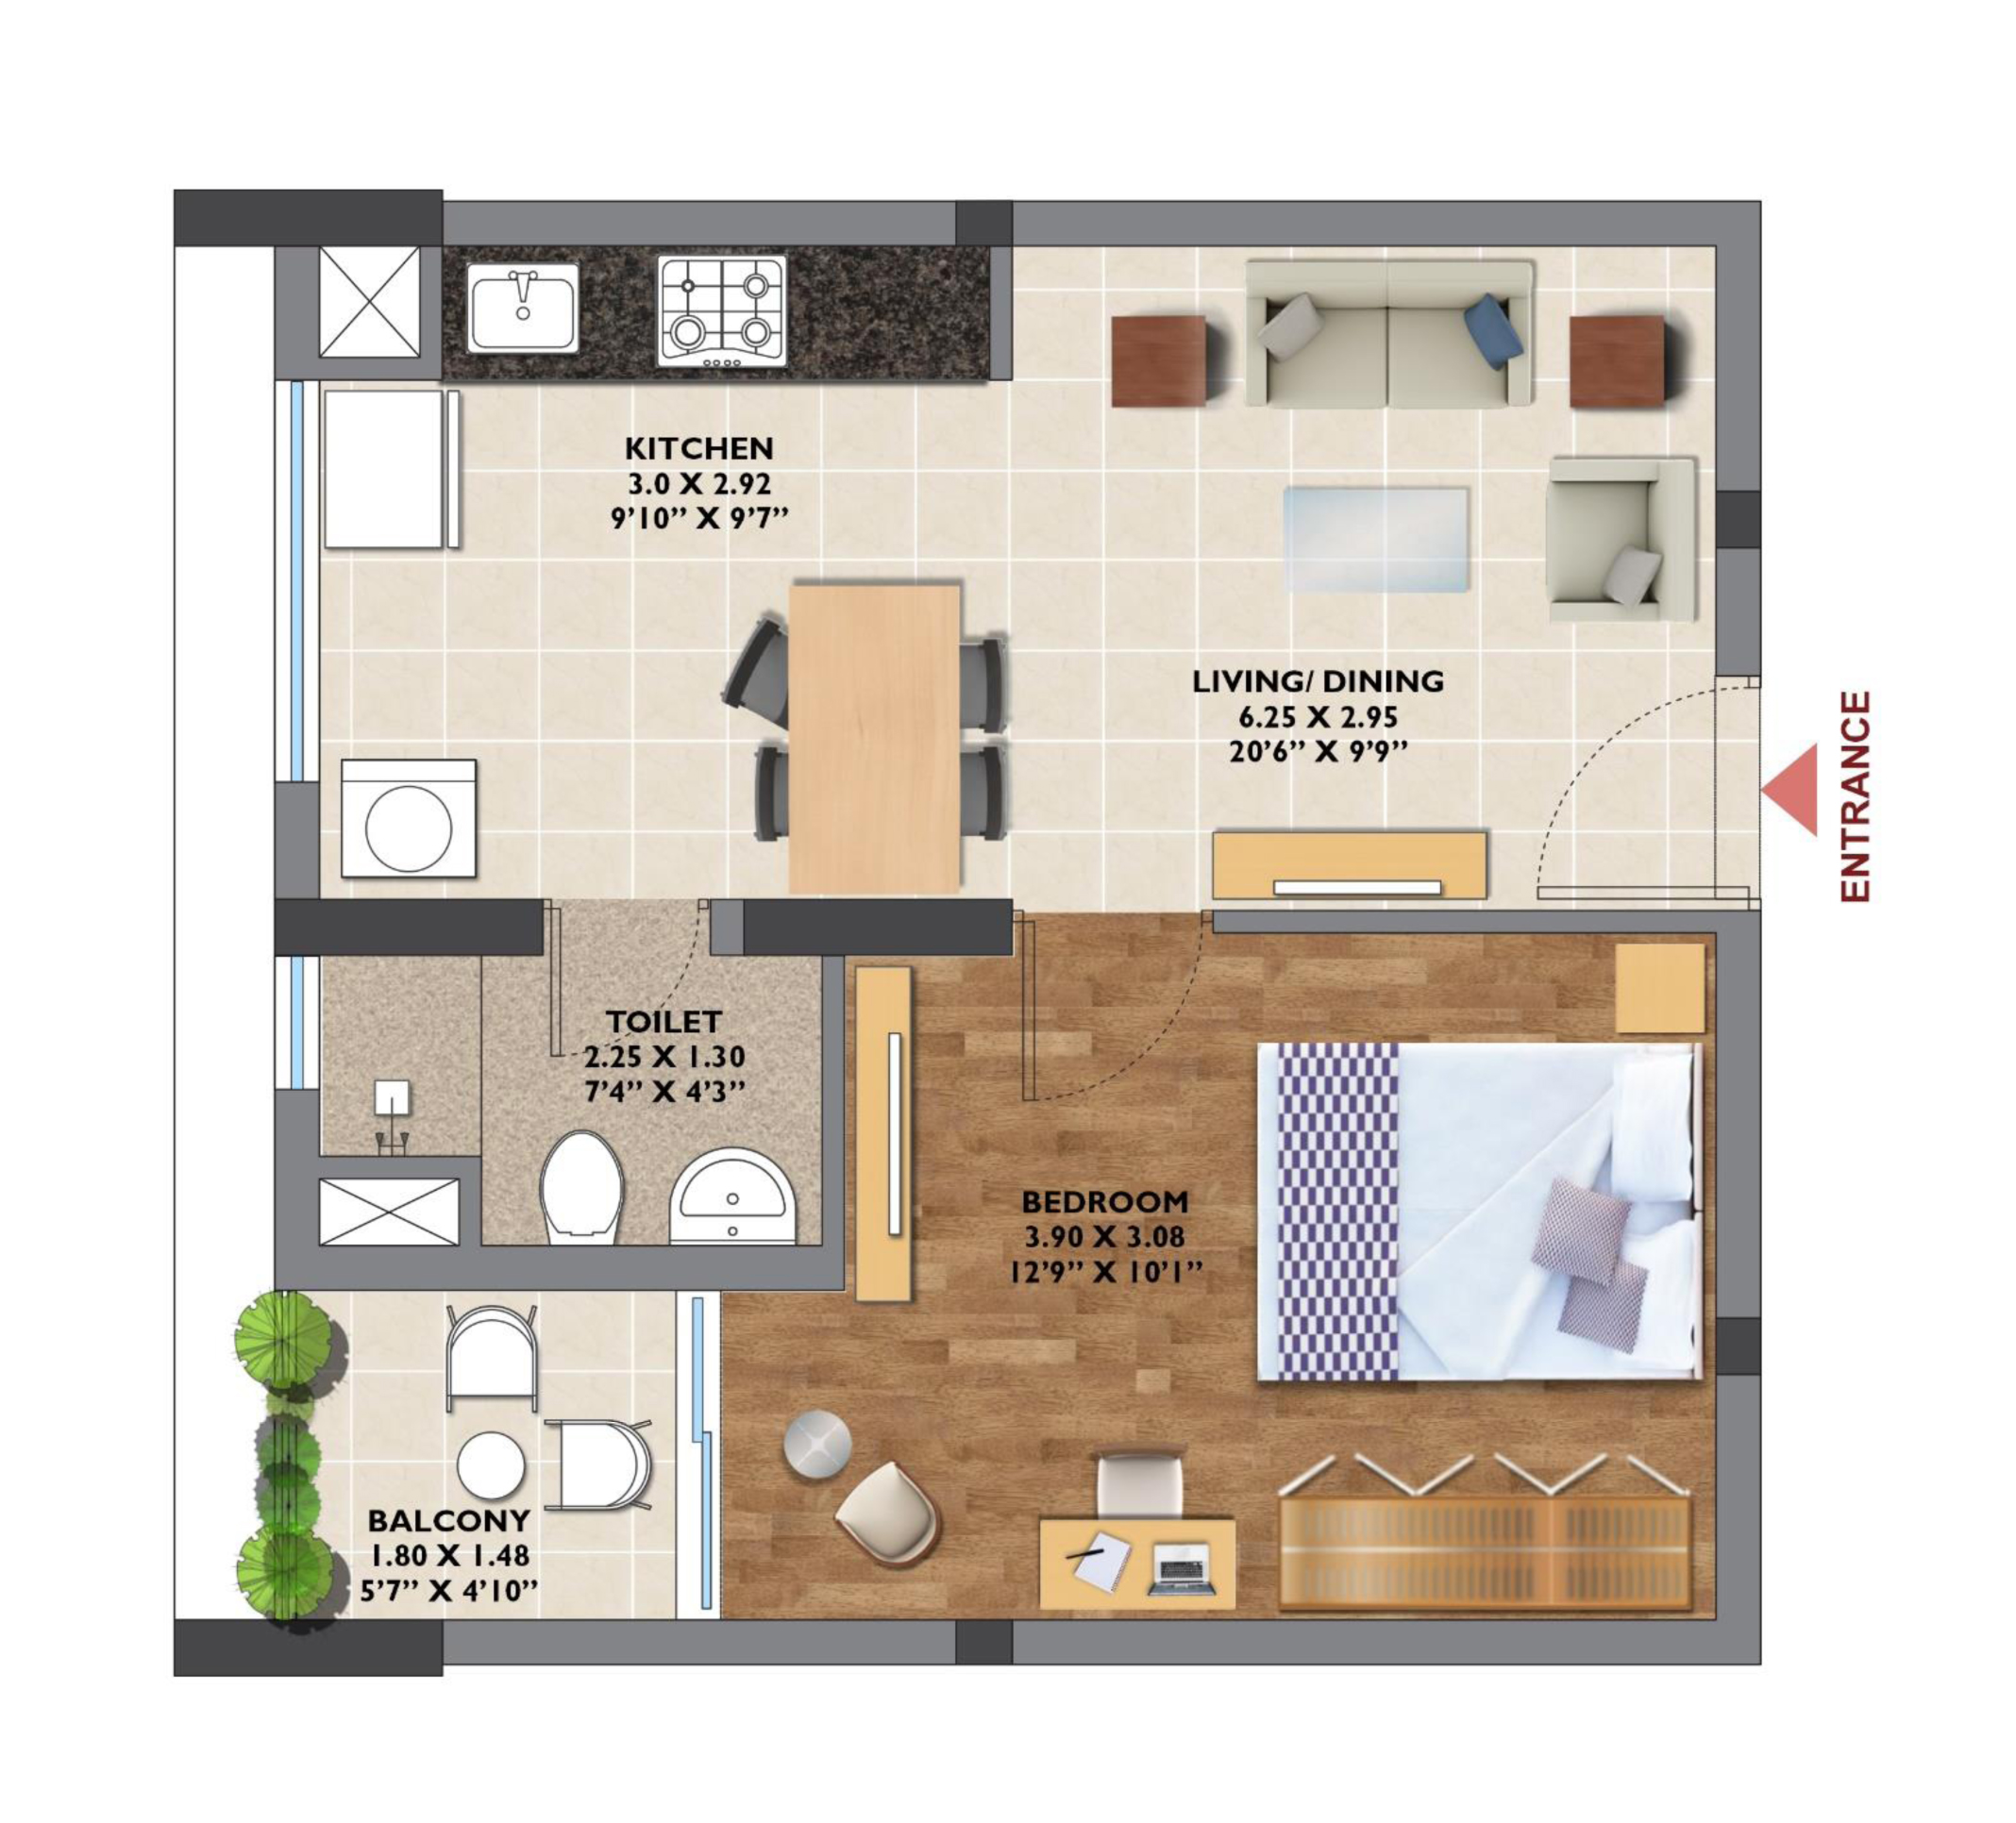 KITCHEN
3.0 X 2.92
9’10” X 9’7”
LIVING/ DINING
6.25 X 2.95
20’6” X 9’9”
ENTRANCE
TOILET
2.25 X 1.30
7’4” X 4’3”
BEDROOM
3.90 X 3.08
12’9” X 10’1”
BALCONY
1.80 X 1.48
5’7” X 4’10”